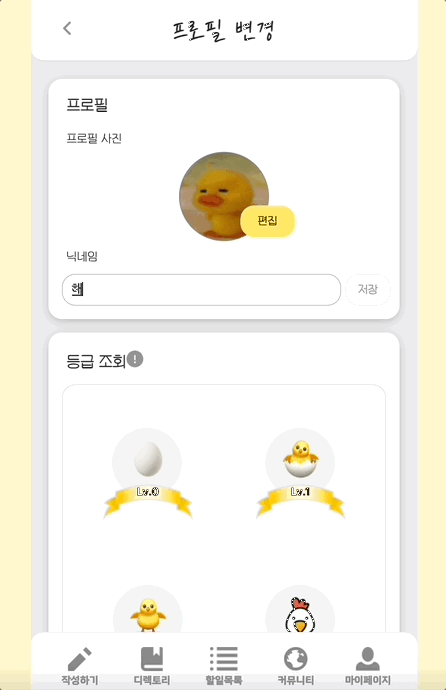 프로필 변경
프로필
프로필 사진
편집
닉네임
해
저장
등급 조회
!
Lv.0
Lv.1
작성하기
디렉토리
할일목록
커뮤니티
마이페이지